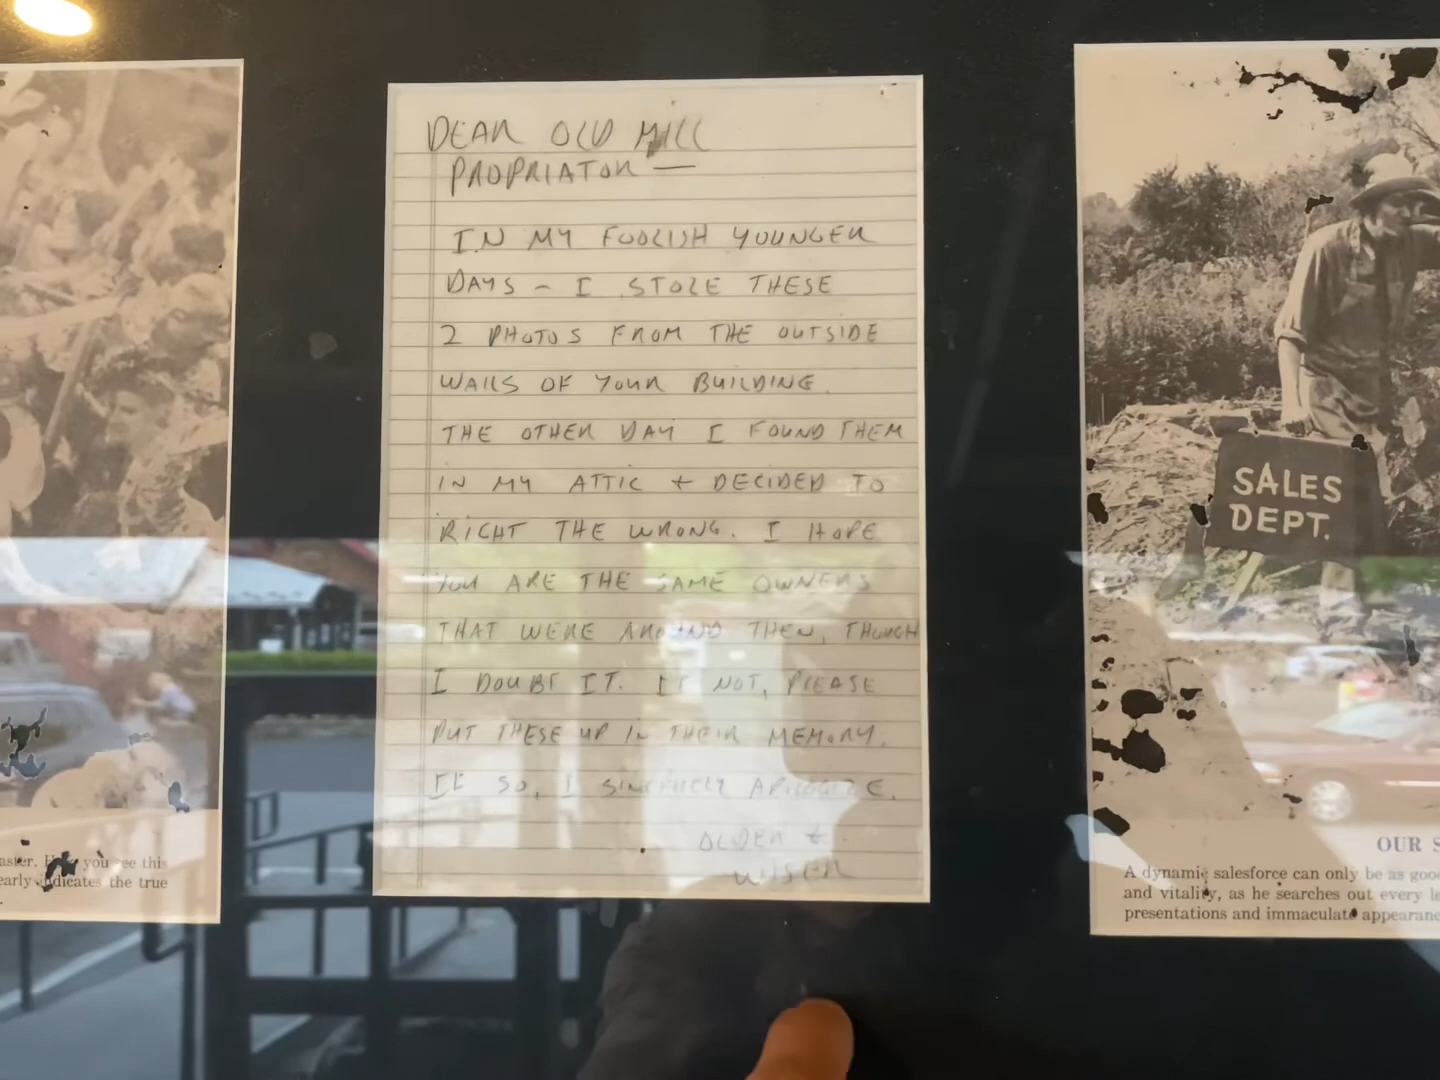 DEAR OLD MILL
PROPRIATOR —
IN MY FOOLISH YOUNGER
DAYS – I STOLE THESE
2 PHOTOS FROM THE OUTSIDE
WALLS OF YOUR BUILDING.
THE OTHER DAY I FOUND THEM
IN MY ATTIC + DECIDED TO
RIGHT THE WRONG. I HOPE
YOU ARE THE SAME OWNERS
THAT WERE AROUND THEN, THOUGH
I DOUBT IT. IF NOT, PLEASE
PUT THESE UP IN THEIR MEMORY.
IF SO, I SINCERELY APOLOGIZE.
OLDER +
WISER
aster. you see this
early indicates the true
SALES
DEPT.
OUR S
A dynamic salesforce can only be as goo
and vitality, as he searches out every le
presentations and immaculate appearan